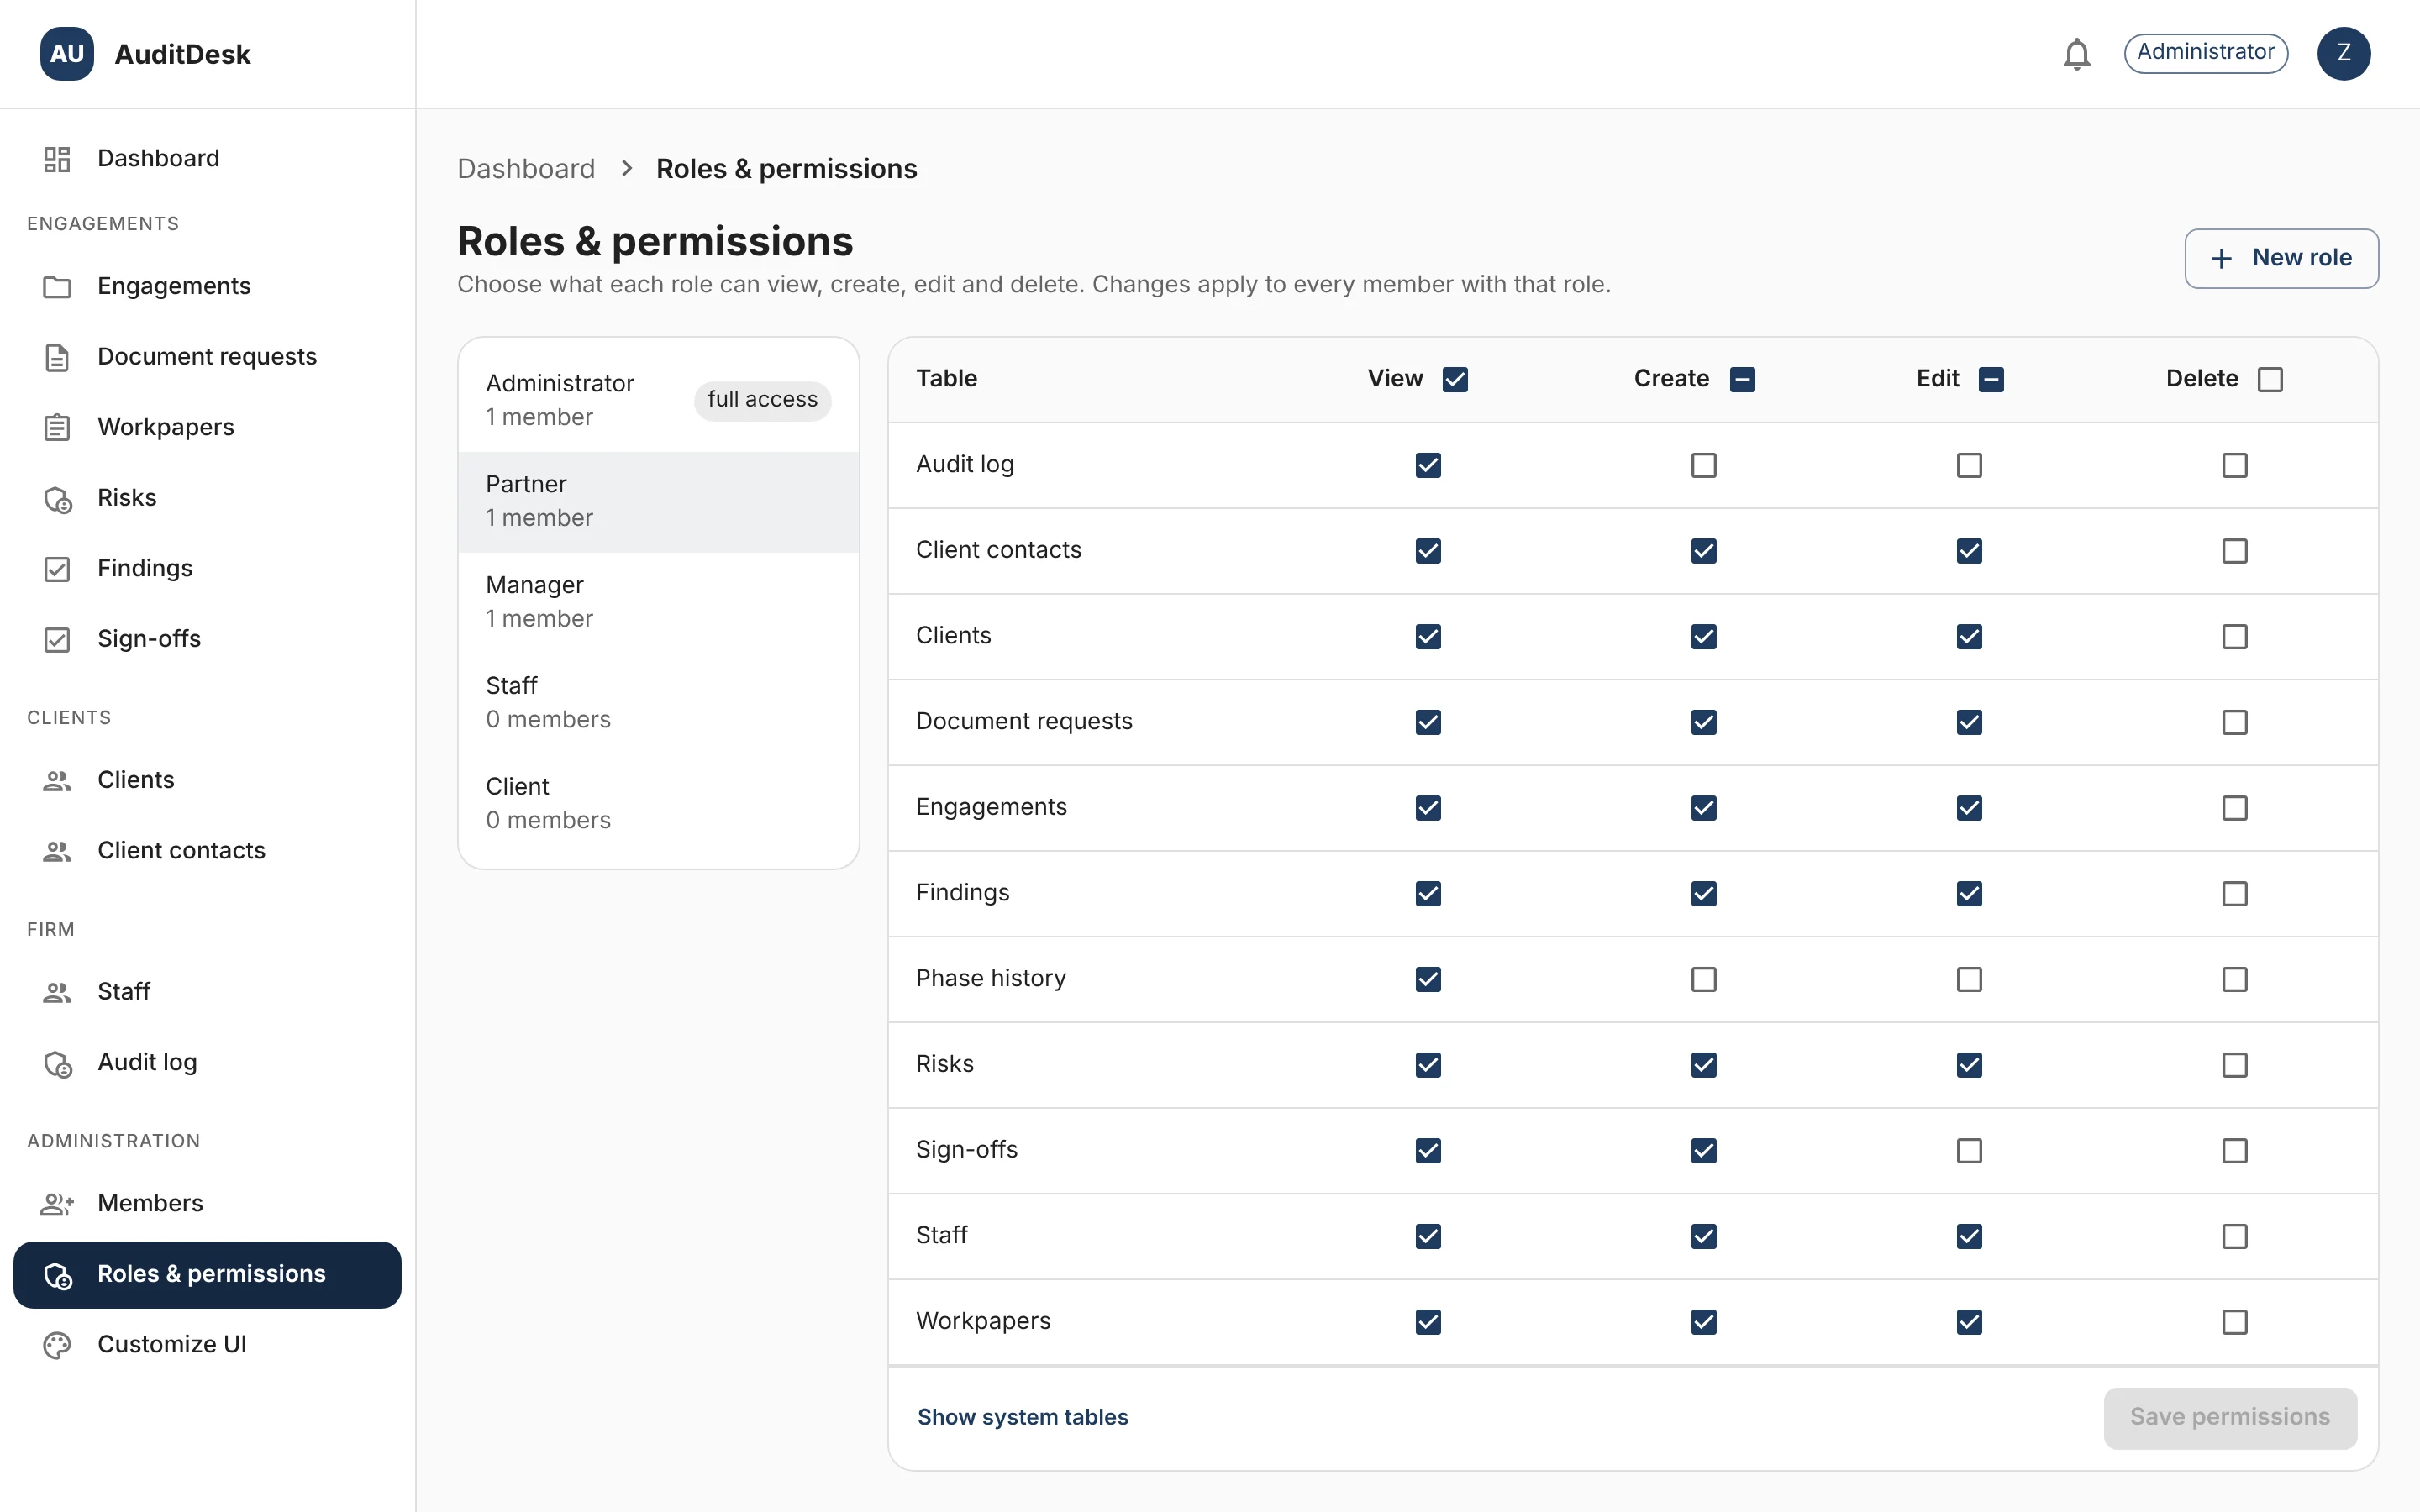 AU AuditDesk
Administrator Z
Dashboard
ENGAGEMENTS
Engagements
Document requests
Workpapers
Risks
Findings
Sign-offs
CLIENTS
Clients
Client contacts
FIRM
Staff
Audit log
ADMINISTRATION
Members
Roles & permissions
Customize UI
Dashboard > Roles & permissions
Roles & permissions
Choose what each role can view, create, edit and delete. Changes apply to every member with that role.
+ New role
Administrator
1 member
full access
Partner
1 member
Manager
1 member
Staff
0 members
Client
0 members
Table View Create Edit Delete
Audit log
Client contacts
Clients
Document requests
Engagements
Findings
Phase history
Risks
Sign-offs
Staff
Workpapers
Show system tables
Save permissions